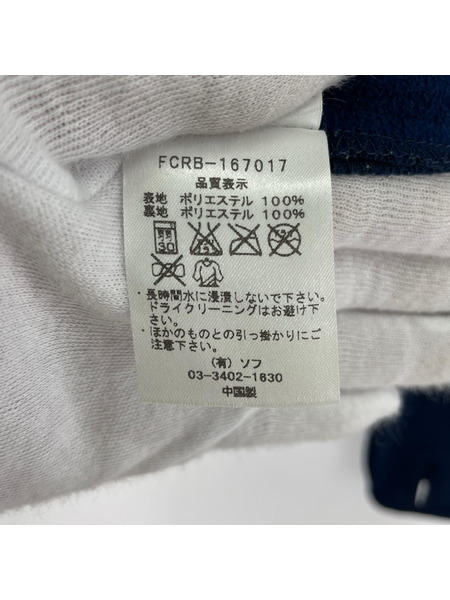 FCRB-167017
品質表示
表地 ポリエステル 100%
裏地 ポリエステル 100%
30
・長時間水に浸漬しないで下さい。
ドライクリーニングはお避け下
さい。
・ほかのものとの引っ掛かりにご
注意下さい。
(有) ソフ
03-3402-1630
中国製